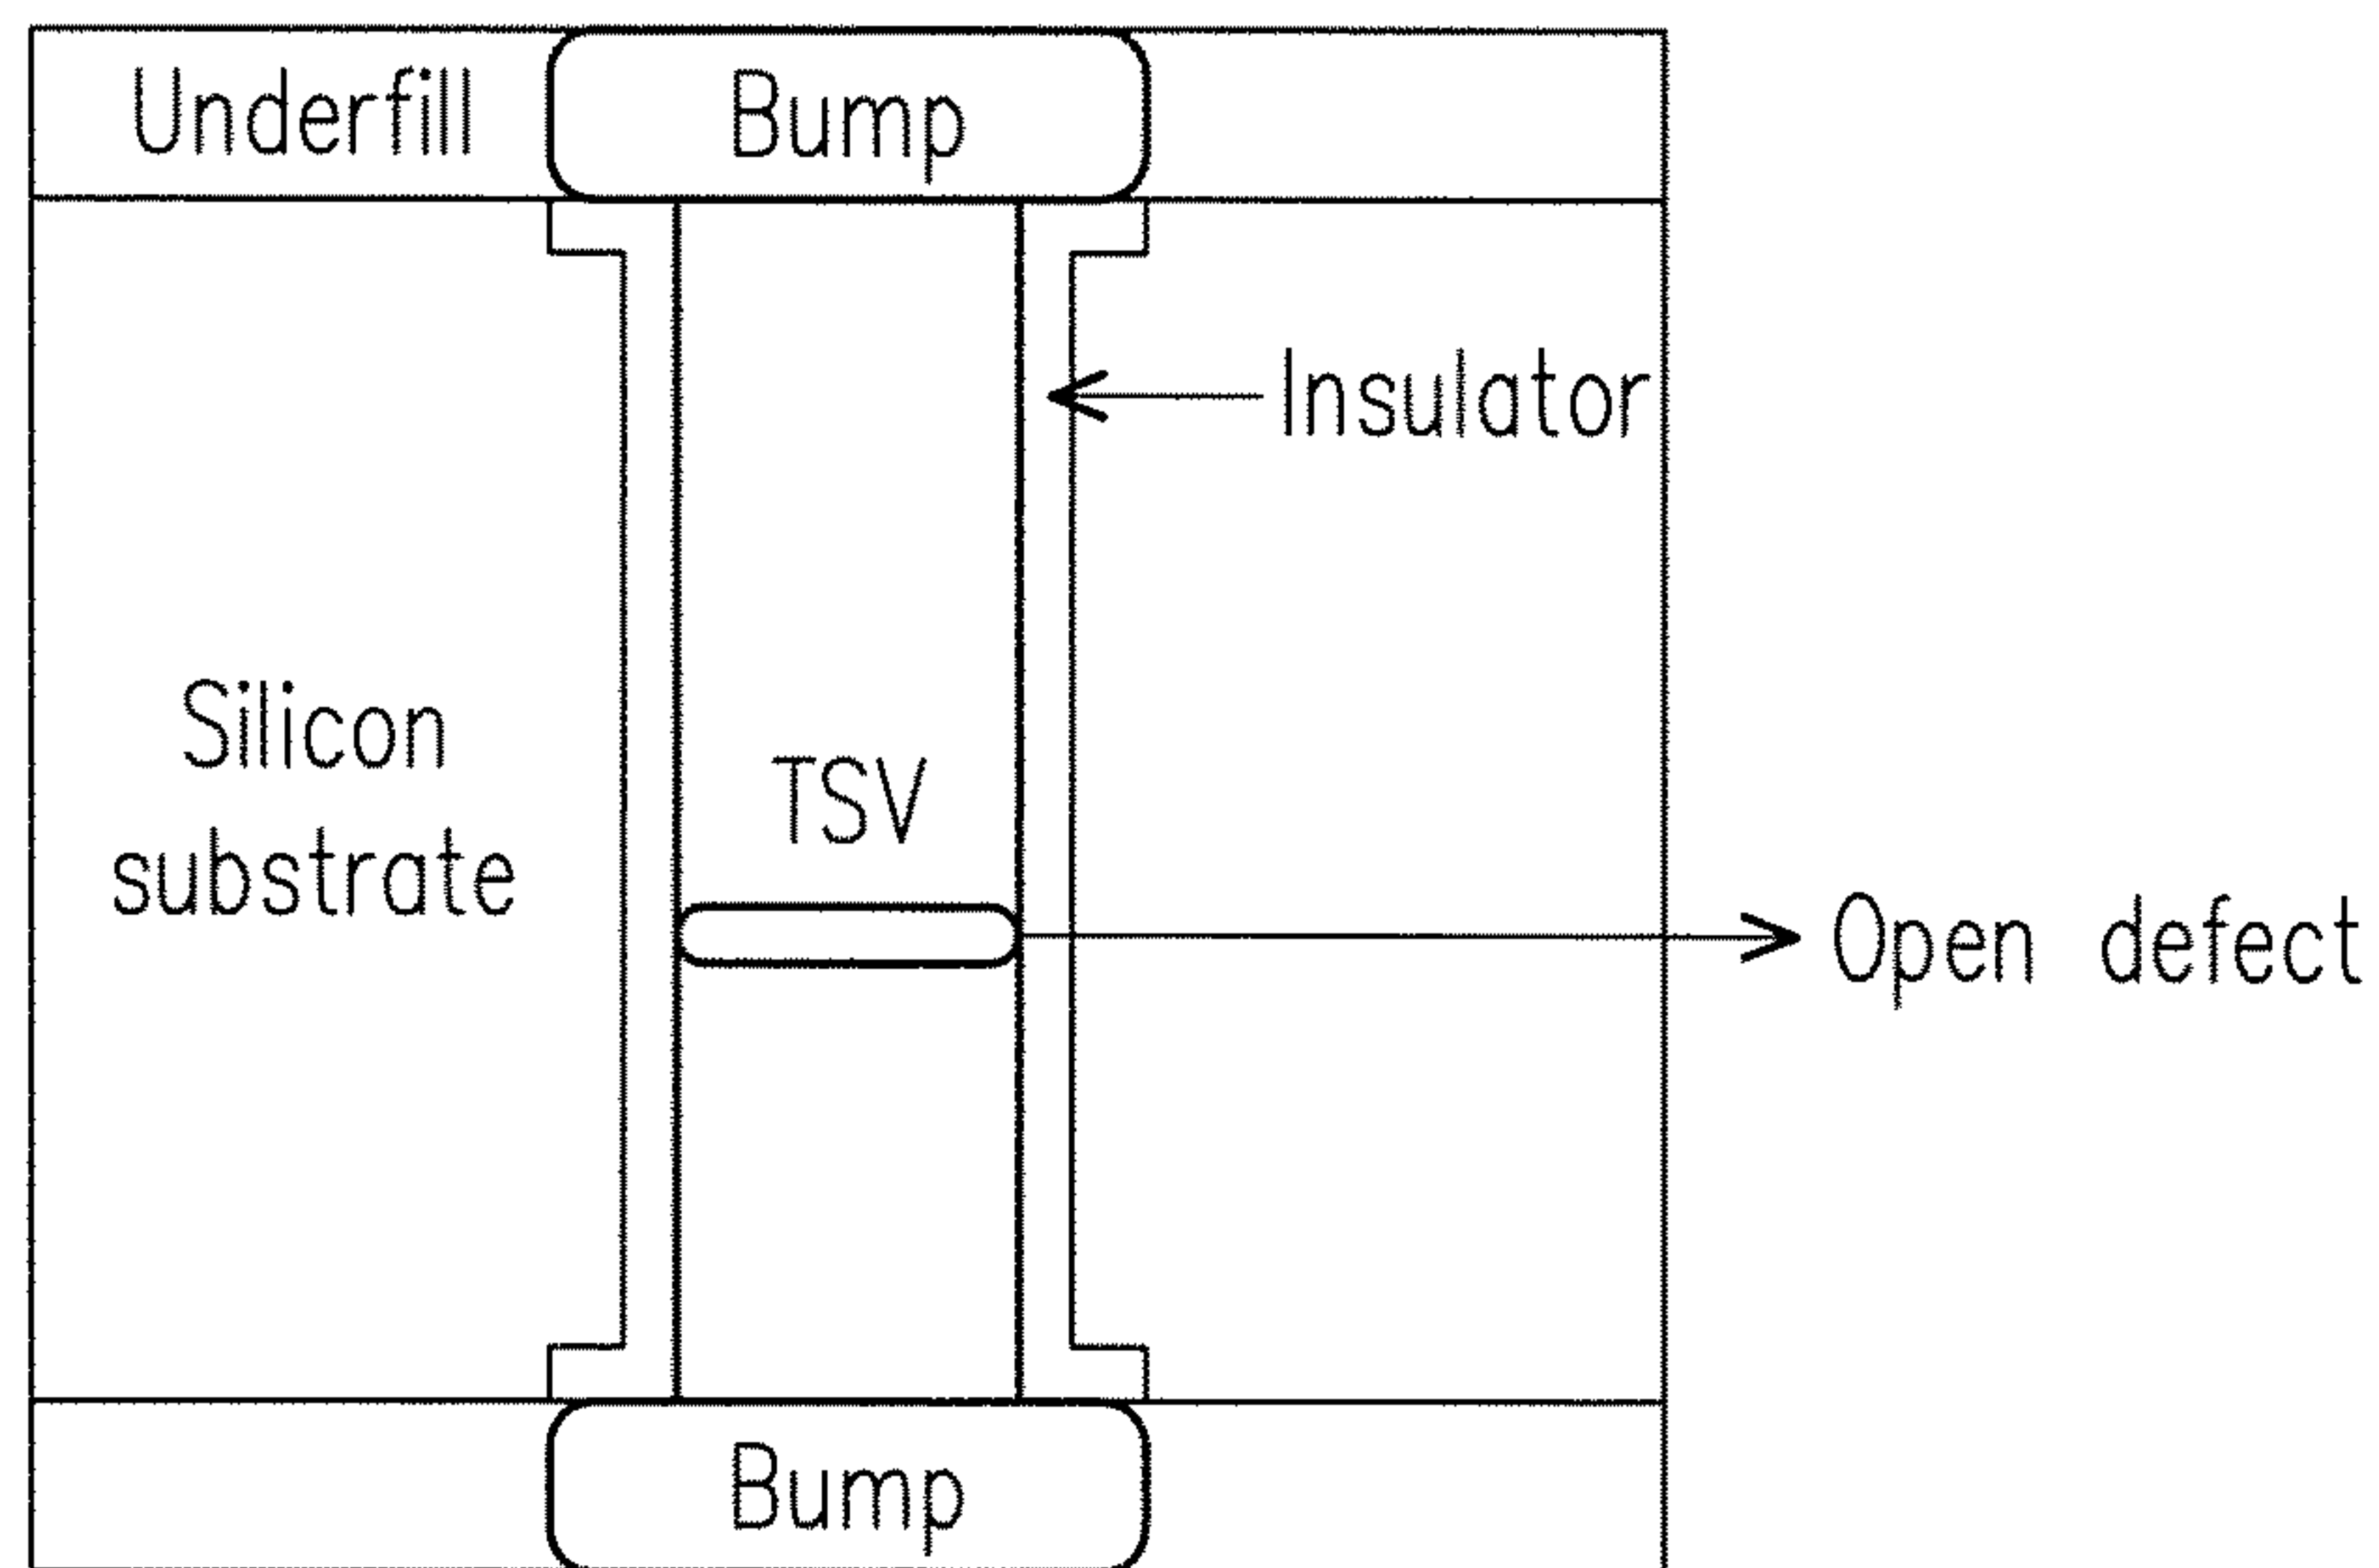 Underfill
Bump
Insulator
Silicon
substrate
TSV
Open defect
Bump